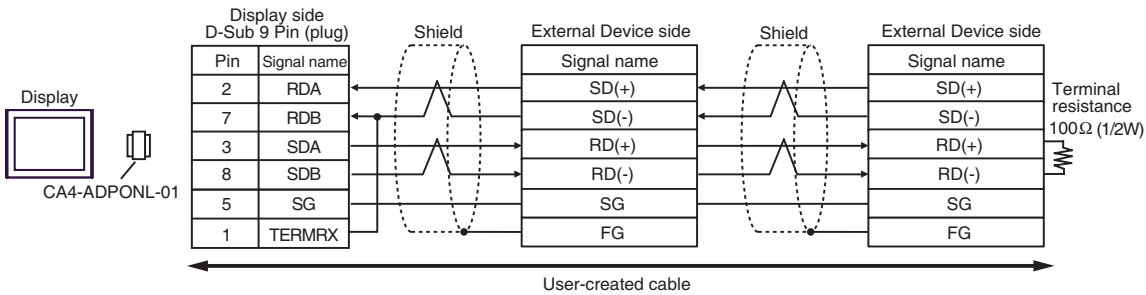 Display side
D-Sub 9 Pin (plug)
Shield
External Device side
Shield
External Device side
Pin
Signal name
Signal name
Signal name
2
RDA
SD(+)
SD(+)
7
RDB
SD(-)
SD(-)
3
SDA
RD(+)
RD(+)
8
SDB
RD(-)
RD(-)
5
SG
SG
SG
1
TERMRX
FG
FG
Display
CA4-ADPONL-01
Terminal
resistance
100Ω (1/2W)
User-created cable